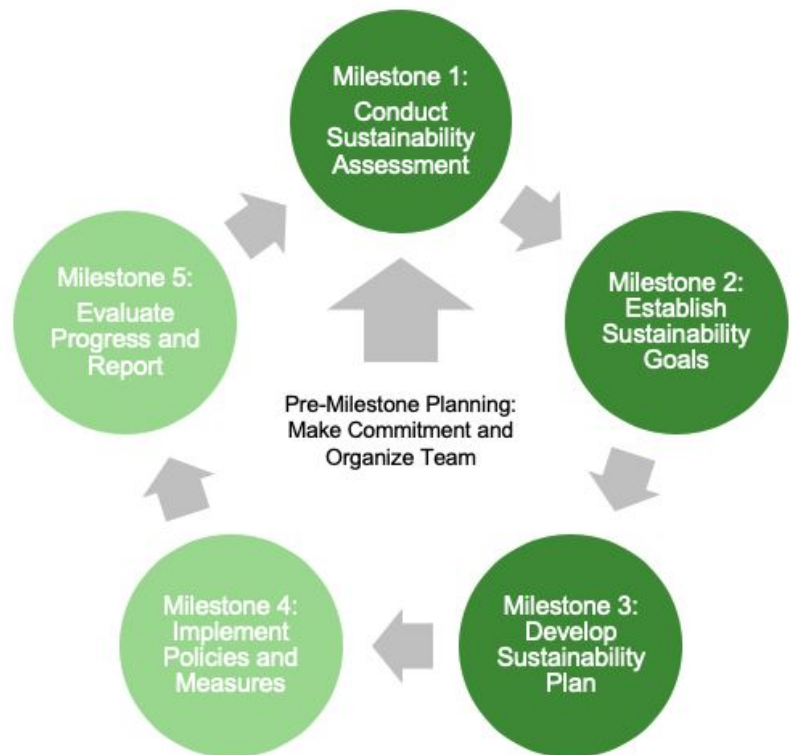 Milestone 1:
Conduct
Sustainability
Assessment
Milestone 2:
Establish
Sustainability
Goals
Milestone 3:
Develop
Sustainability
Plan
Milestone 4:
Implement
Policies and
Measures
Milestone 5:
Evaluate
Progress and
Report
Pre-Milestone Planning:
Make Commitment and
Organize Team